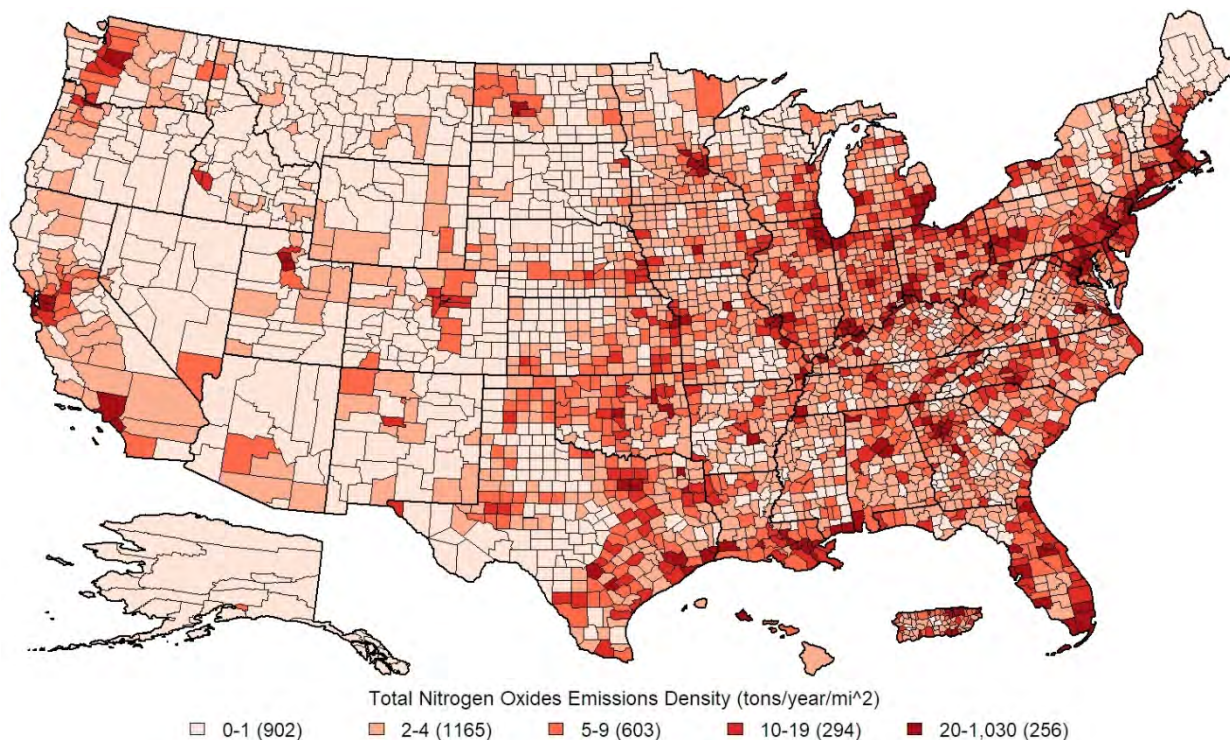 Total Nitrogen Oxides Emissions Density (tons/year/mi^2)
0-1 (902) 2-4 (1165) 5-9 (603) 10-19 (294) 20-1,030 (256)